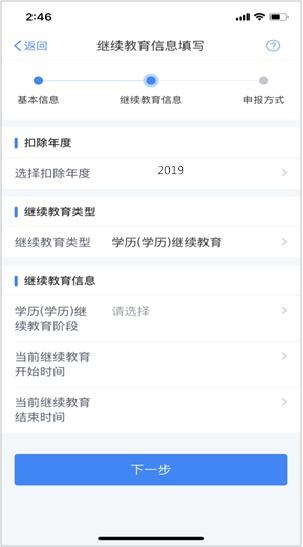 2:46
返回
继续教育信息填写
基本信息
继续教育信息
申报方式
扣除年度
选择扣除年度
2019
继续教育类型
继续教育类型
学历(学历)继续教育
继续教育信息
学历(学历)继
续教育阶段
请选择
当前继续教育
开始时间
当前继续教育
结束时间
下一步